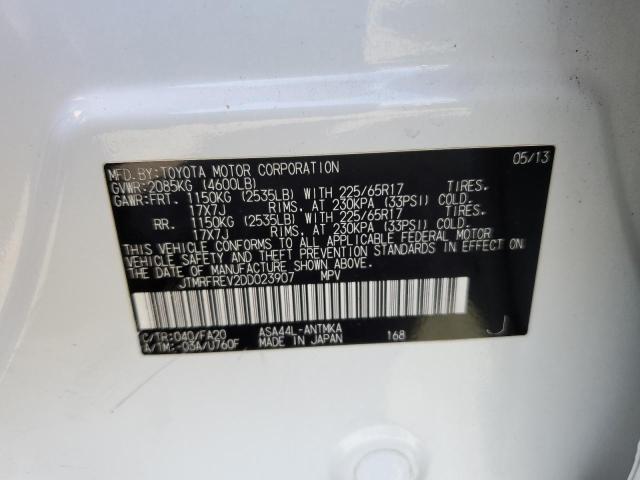 MFD.BY:TOYOTA MOTOR CORPORATION 05/13
GVWR:2085KG (4600LB)
GAWR:FRT. 1150KG (2535LB) WITH 225/65R17 TIRES.
17X7J RIMS, AT 230KPA (33PSI) COLD.
RR. 1150KG (2535LB) WITH 225/65R17 TIRES.
17X7J RIMS, AT 230KPA (33PSI) COLD.
THIS VEHICLE CONFORMS TO ALL APPLICABLE FEDERAL MOTOR
VEHICLE SAFETY AND THEFT PREVENTION STANDARDS IN EFFECT ON
THE DATE OF MANUFACTURE SHOWN ABOVE.
JTMRFREV2DD023907 MPV
C/TR:040/FA20 ASA44L-ANTMKA 168 J
A/TM:-03A/U760F MADE IN JAPAN